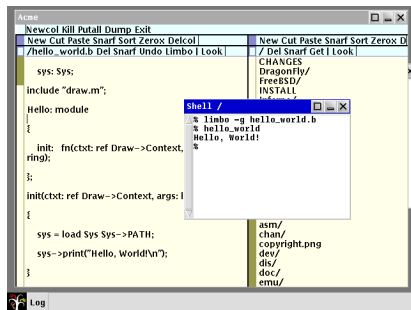 Acme
Newcol Kill Putall Dump Exit
New Cut Paste Snarf Sort Zerox Delcol
/hello_world.b Del Snarf Undo Limbo | Look
sys: Sys;
include "draw.m";
Hello: module
{
init: fn(ctxt: ref Draw->Context,
ring);
};
init(ctxt: ref Draw->Context, args:
{
sys = load Sys Sys->PATH;
sys->print("Hello, World!\n");
}
New Cut Paste Snarf Sort Zerox D
/ Del Snarf Get | Look
CHANGES
DragonFly/
FreeBSD/
INSTALL
Shell /
% limbo -g hello_world.b
% hello_world
Hello, World!
%
asm/
chan/
copyright.png
dev/
dis/
doc/
emu/
Log